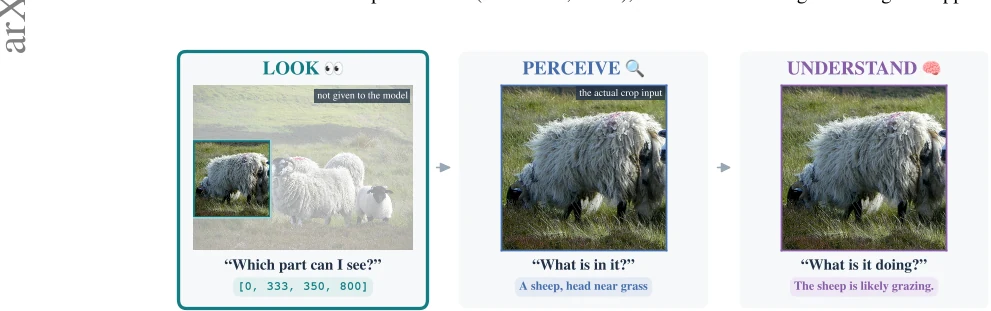 arX
LOOK 👀
not given to the model
“Which part can I see?”
[0, 333, 350, 800]
PERCEIVE 🔍
the actual crop input
“What is in it?”
A sheep, head near grass
UNDERSTAND 🧠
“What is it doing?”
The sheep is likely grazing.